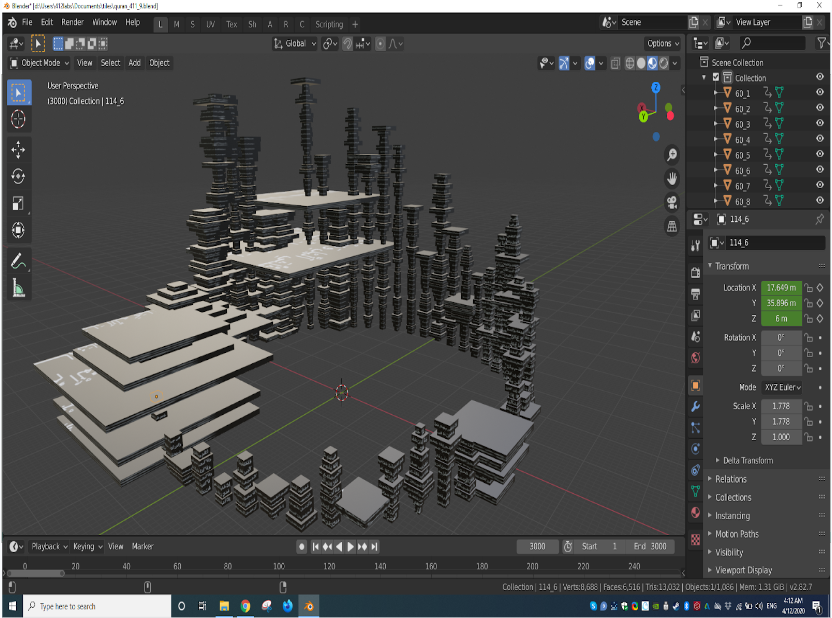 Blender* [d:\Users\418labs\Documents\files\quran_411_9.blend]
File Edit Render Window Help
L M S UV Tex Sh A R C Scripting +
Scene
View Layer
Global
Options
Object Mode View Select Add Object
User Perspective
(3000) Collection | 114_6
Z
Y
Scene Collection
Collection
60_1
60_2
60_3
60_4
60_5
60_6
60_7
60_8
114_6
114_6
Transform
Location X 17.649 m
Y 35.896 m
Z 6 m
Rotation X 0°
Y 0°
Z 0°
Mode XYZ Euler
Scale X 1.778
Y 1.778
Z 1.000
Delta Transform
Relations
Collections
Instancing
Motion Paths
Visibility
Viewport Display
Playback Keying View Marker
3000 Start 1 End 3000
0 20 40 60 80 100 120 140 160 180 200 220 240
Collection | 114_6 | Verts:8,688 | Faces:6,516 | Tris:13,032 | Objects:1/1,086 | Mem: 1.31 GiB | v2.82.7
Type here to search
ENG
4:12 AM
4/12/2020